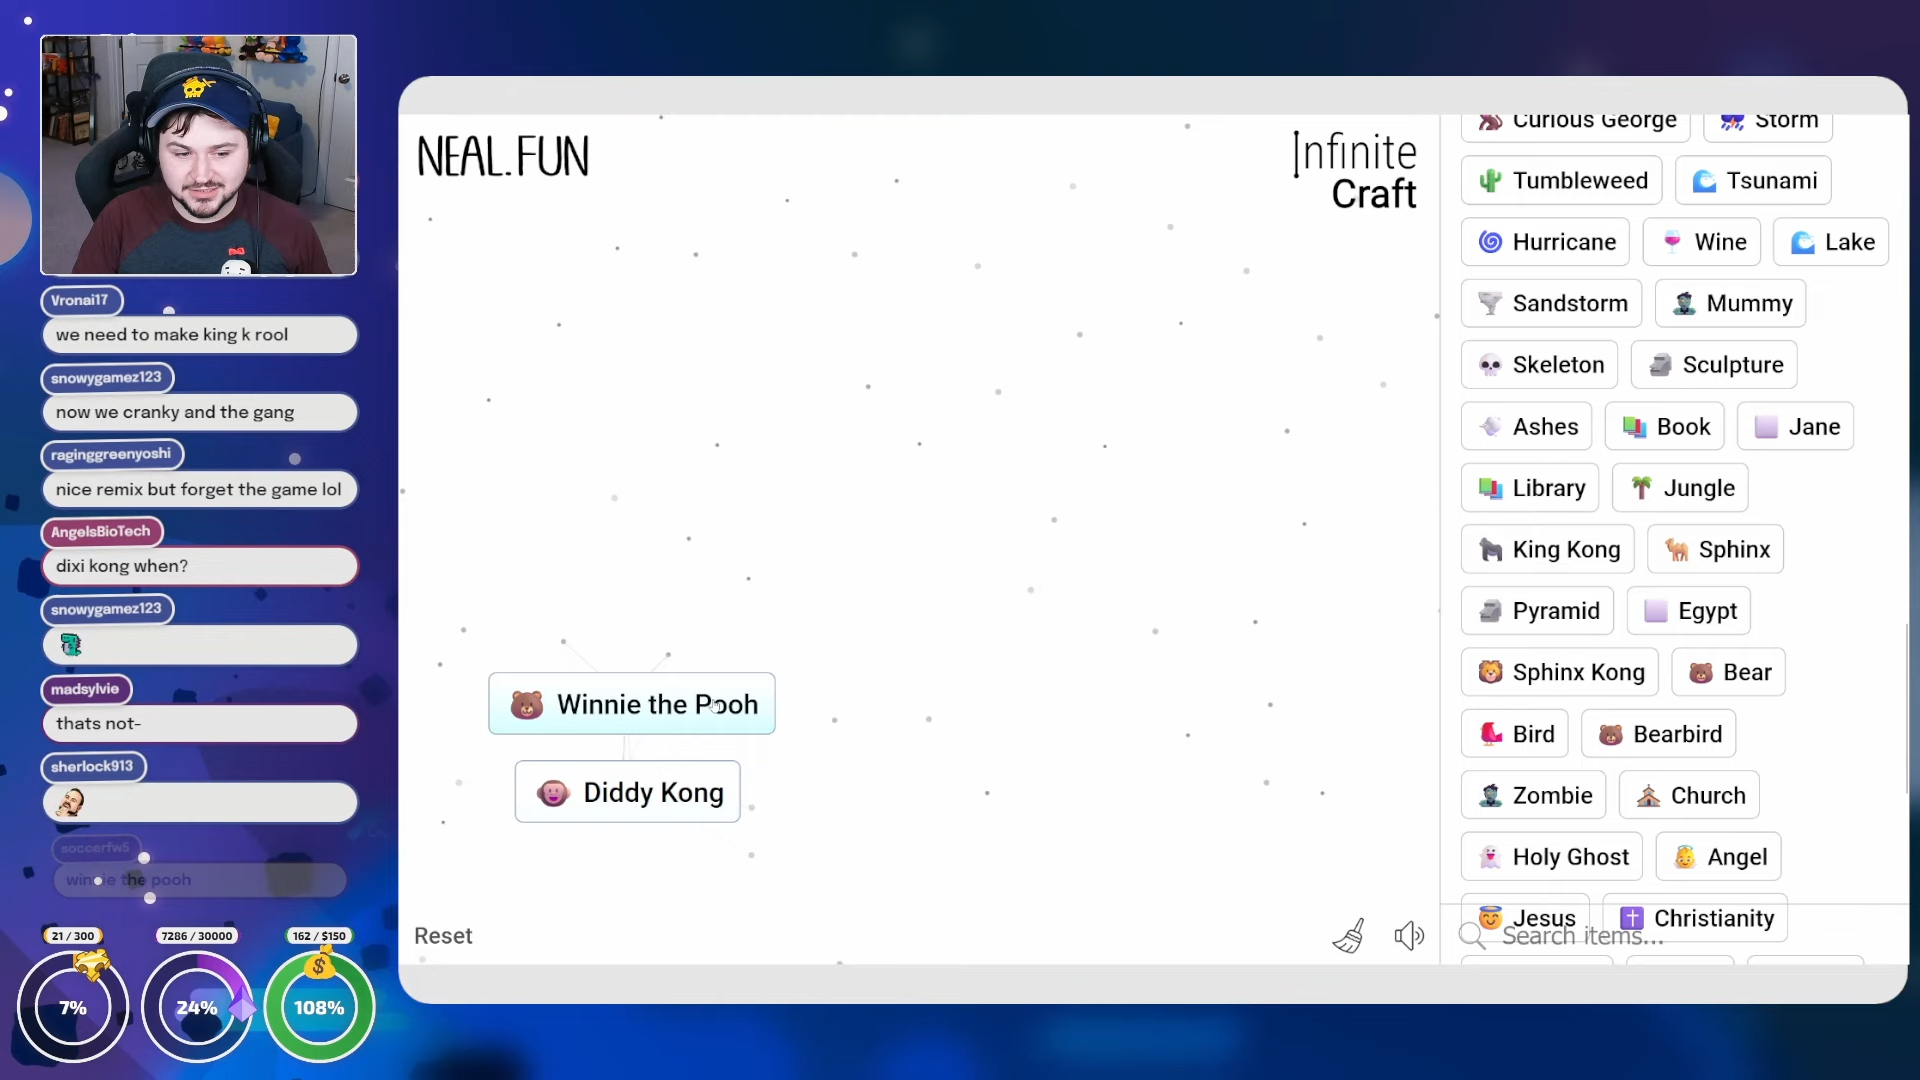 Vronai17
we need to make king k rool
snowygamez123
now we cranky and the gang
raginggreenyoshi
nice remix but forget the game lol
AngelsBioTech
dixi kong when?
snowygamez123
madsylvie
thats not-
sherlock913
soccerfw5
winnie the pooh
21 / 300
7286 / 30000
162 / $150
$
7%
24%
108%
NEAL.FUN
Infinite
Craft
Winnie the Pooh
Diddy Kong
Reset
Curious George
Storm
Tumbleweed
Tsunami
Hurricane
Wine
Lake
Sandstorm
Mummy
Skeleton
Sculpture
Ashes
Book
Jane
Library
Jungle
King Kong
Sphinx
Pyramid
Egypt
Sphinx Kong
Bear
Bird
Bearbird
Zombie
Church
Holy Ghost
Angel
Jesus
Christianity
Search items...